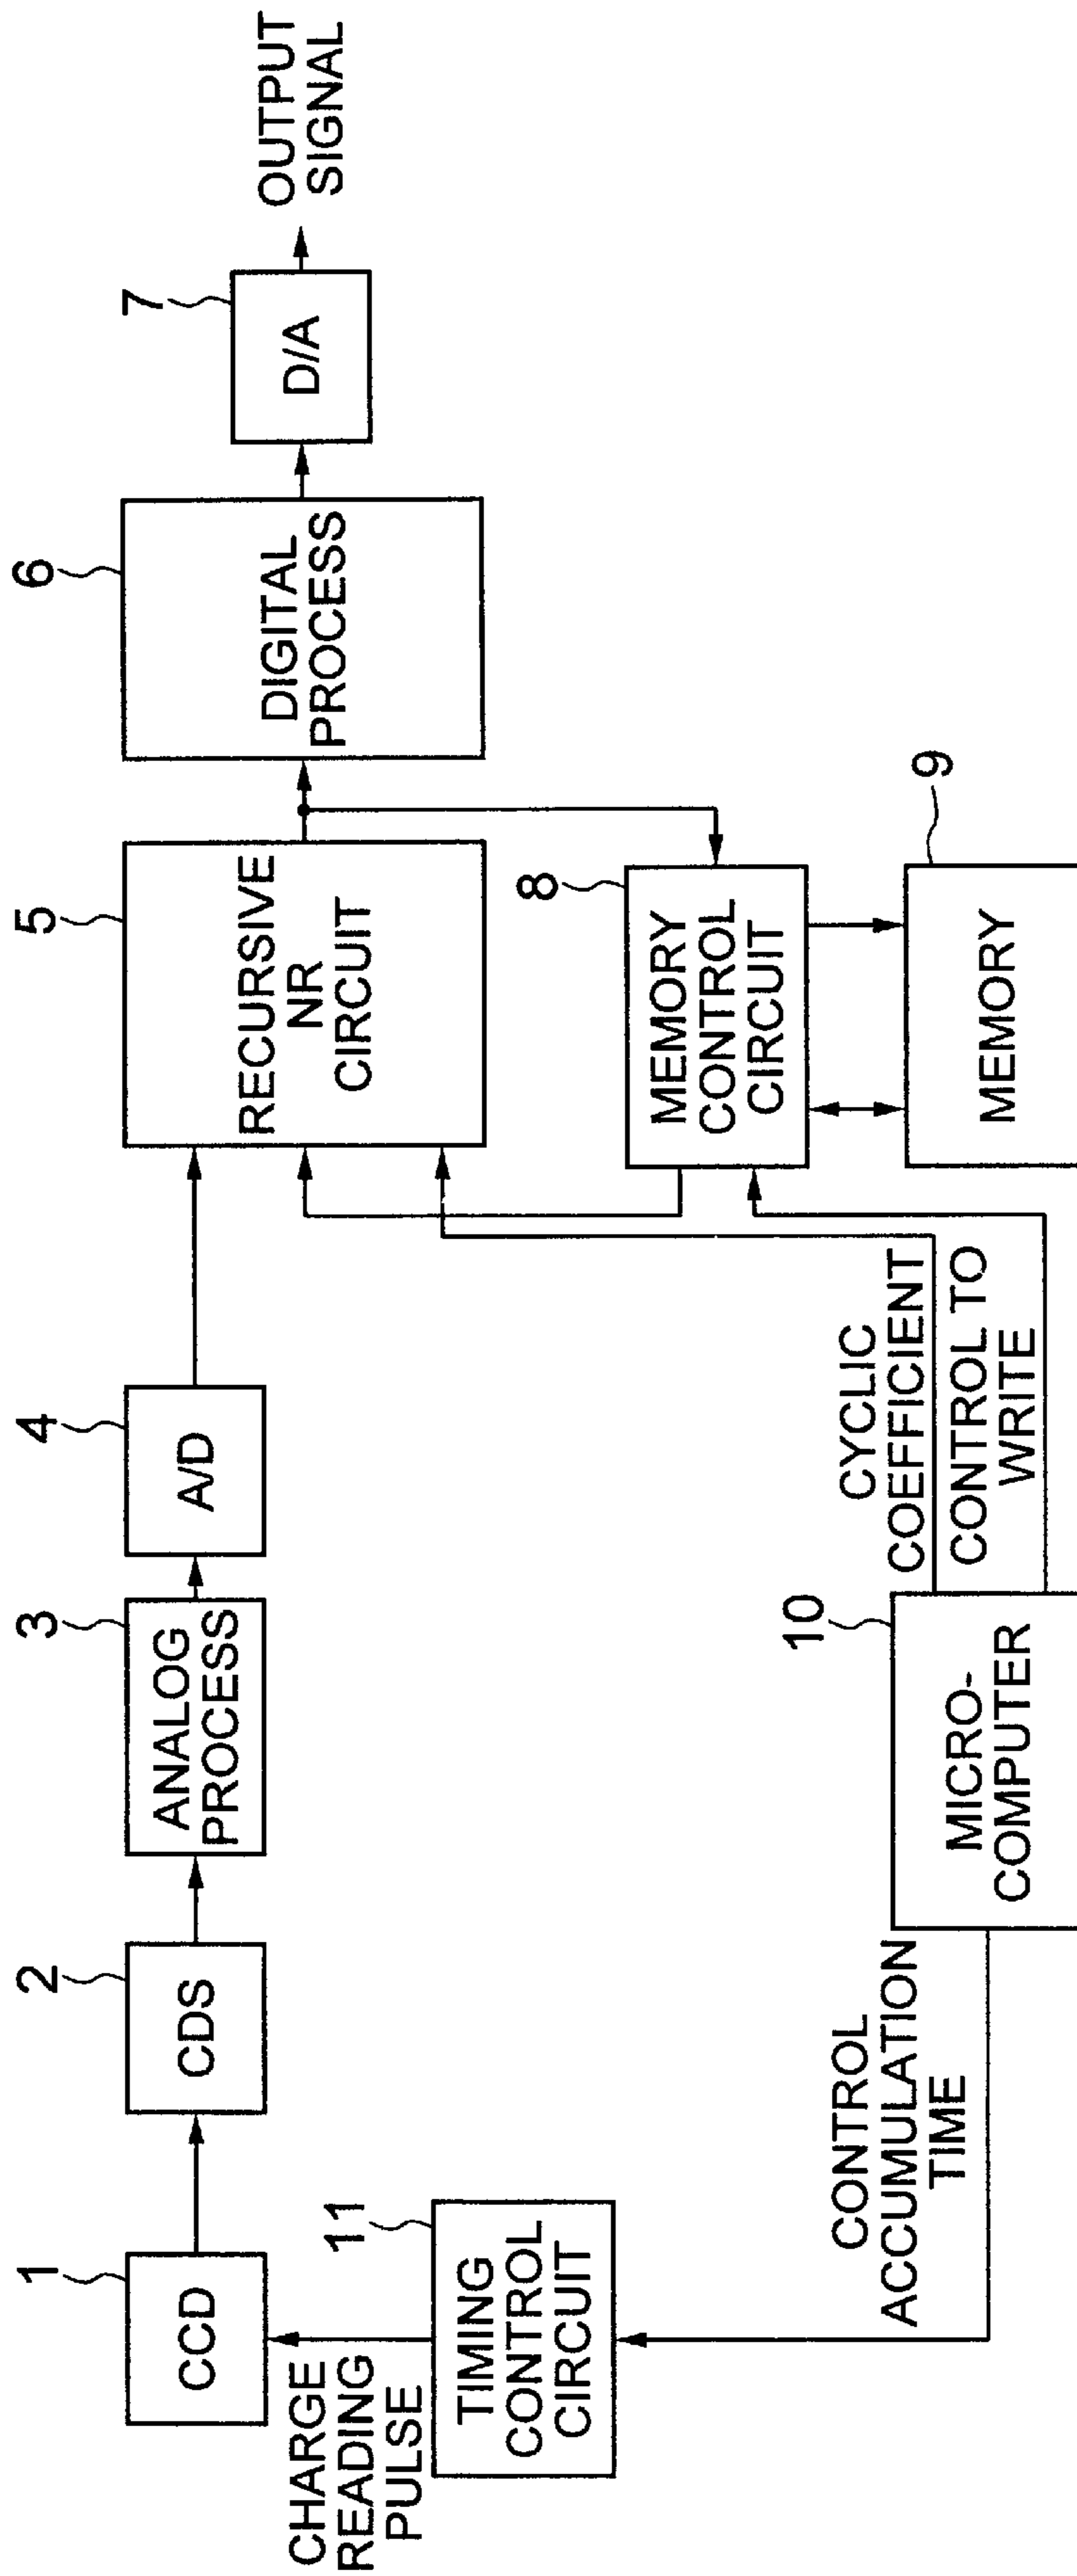 1
CCD
2
CDS
3
ANALOG
PROCESS
4
A/D
5
RECURSIVE
NR
CIRCUIT
6
DIGITAL
PROCESS
7
D/A
OUTPUT
SIGNAL
CHARGE
READING
PULSE
11
TIMING
CONTROL
CIRCUIT
8
MEMORY
CONTROL
CIRCUIT
9
MEMORY
CONTROL
ACCUMULATION
TIME
10
MICRO-
COMPUTER
CYCLIC
COEFFICIENT
CONTROL TO
WRITE